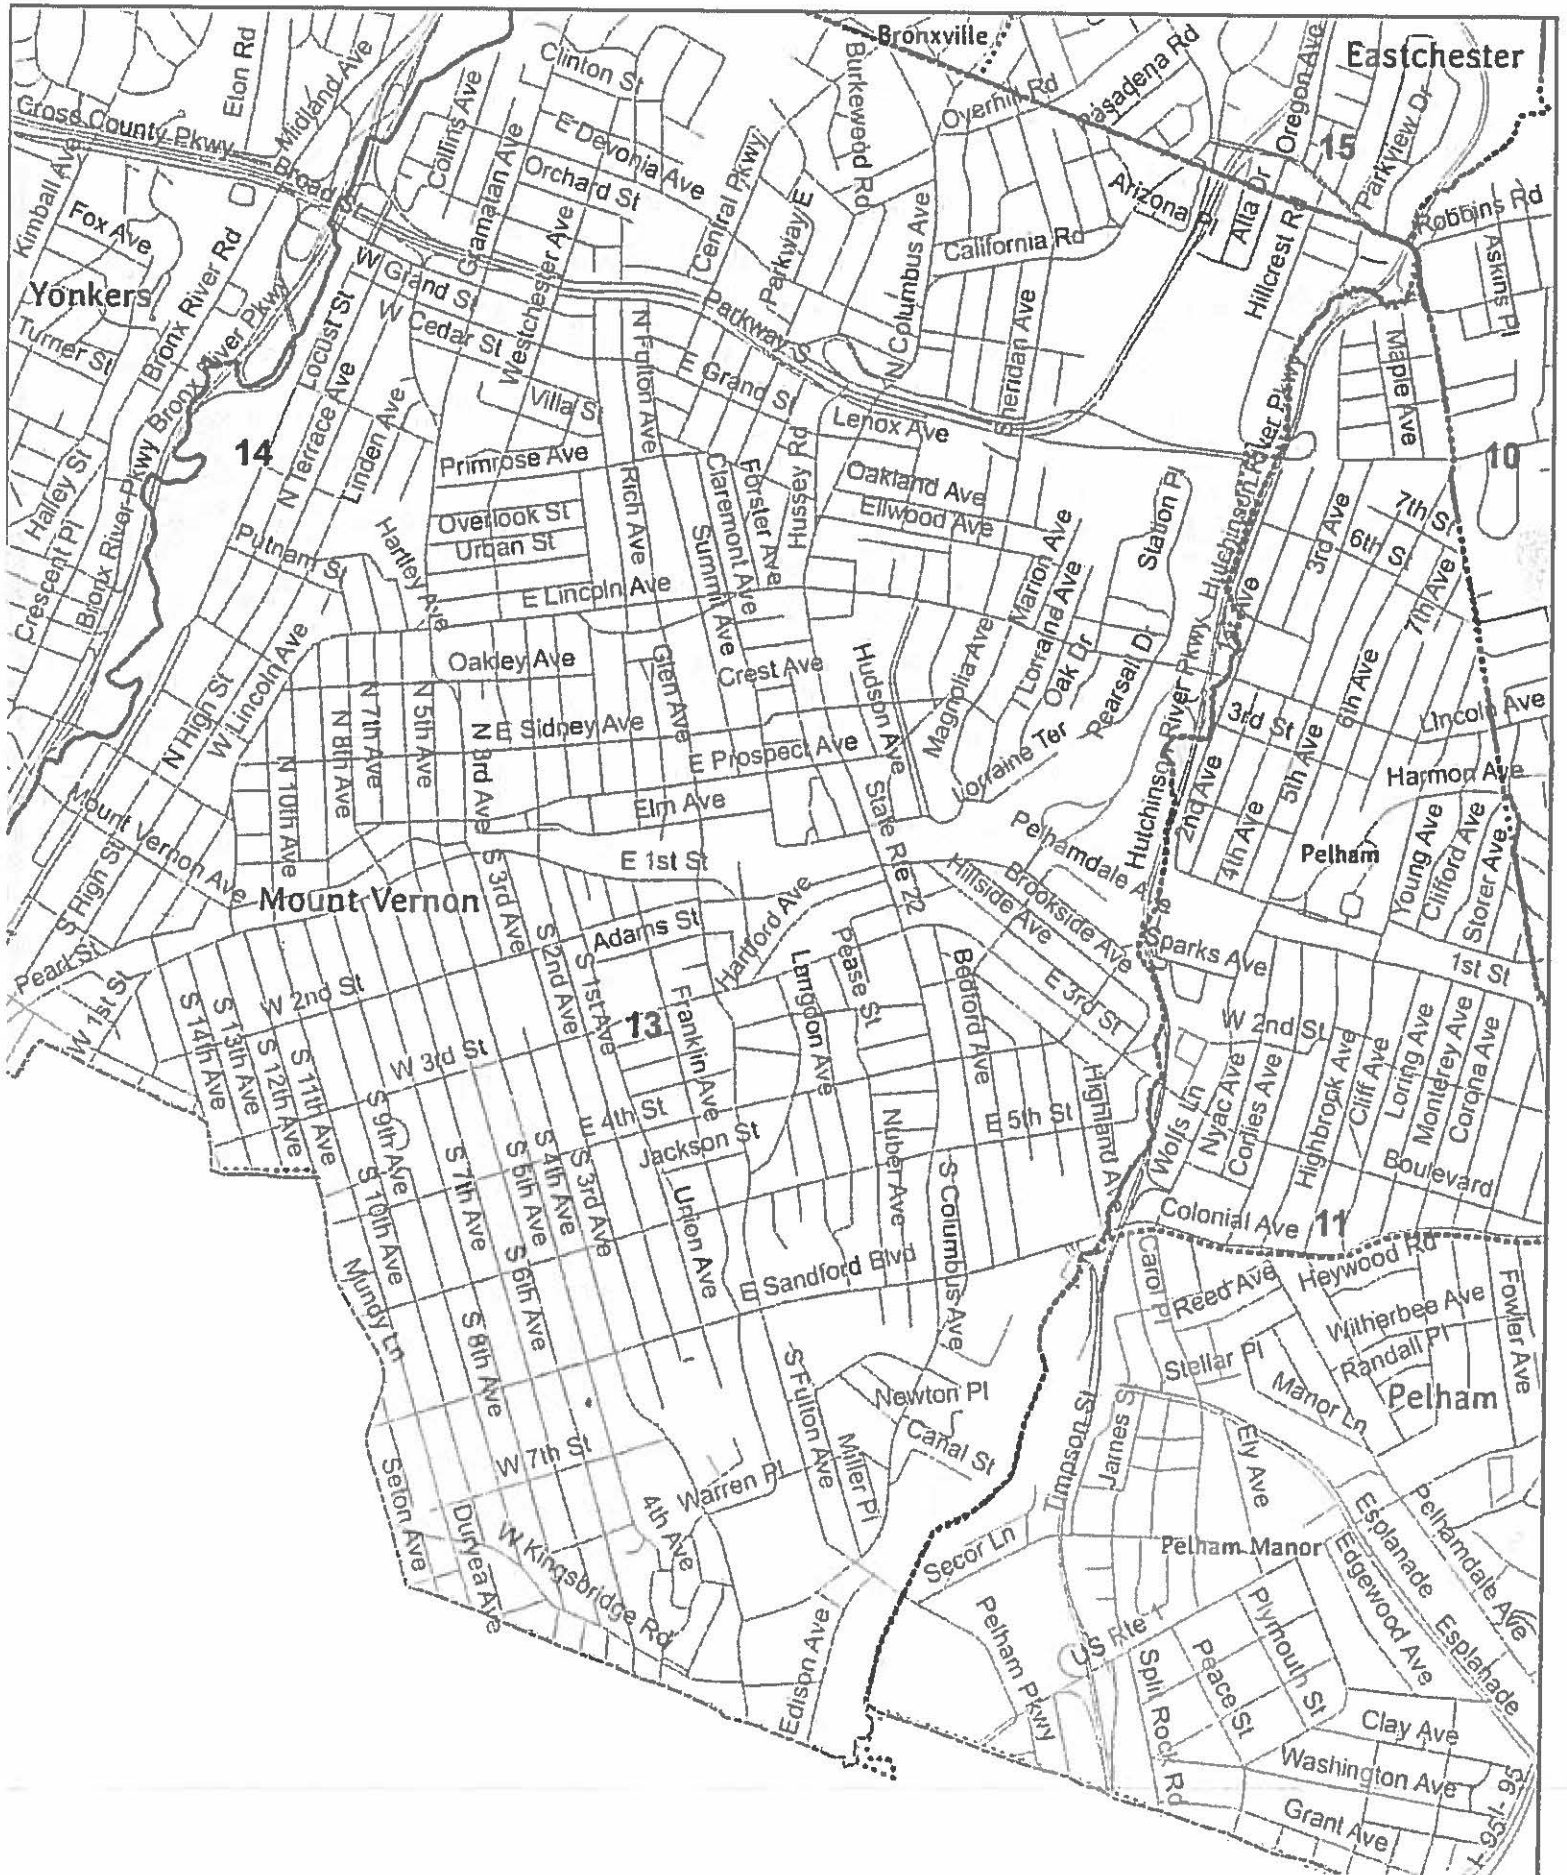 Bronxville
Eastchester
Eton Rd
Midland Ave
Clinton St
Burkewood Rd
Overhill Rd
Pasadena Rd
Oregon Ave
15
Parkview Dr
Cross County Pkwy
Broad St
Collins Ave
Gramatan Ave
E Devonia Ave
Orchard St
Central Pkwy
Parkway E
N Columbus Ave
Arizona
Alta Dr
Hillcrest Rd
Robbins Rd
Askins Pl
Kimball Ave
Fox Ave
Yonkers
Turner St
Bronx River Rd
Bronx River Pkwy
W Grand St
W Cedar St
Westchester Ave
California Rd
Locust St
N Fulton Ave
Parkway S
E Grand St
Sheridan Ave
Maple Ave
Villa St
Lenox Ave
14
N Terrace Ave
Linden Ave
Primrose Ave
Rich Ave
Claremont Ave
Forster Ave
Hussey Rd
Oakland Ave
Ellwood Ave
10
Halley St
Crescent Pl
Bronx River Pkwy
Putnam St
Hartley Ave
Overlook St
Urban St
E Lincoln Ave
Summit Ave
Marion Ave
Lorraine Ave
Station Pl
Hutchinson River Pkwy
3rd Ave
7th St
6th S
7th Ave
1st Ave
Oakley Ave
Glen Ave
Crest Ave
Hudson Ave
Magnolia Ave
Oak Dr
Pearsall Dr
N High St
W Lincoln Ave
N 10th Ave
N 8th Ave
N 7th Ave
N 5th Ave
N 3rd Ave
E Sidney Ave
E Prospect Ave
Lorraine Ter
Hutchinson River Pkwy
3rd St
6th Ave
5th Ave
Lincoln Ave
Harmon Ave
Mount Vernon Ave
Elm Ave
State Rte 22
2nd Ave
4th Ave
Pelham
Young Ave
Clifford Ave
Storer Ave
S High St
Mount Vernon
E 1st St
S 3rd Ave
Pelhamdale A
Hillside Ave
Brookside Ave
Pearl St
W 1st St
Adams St
Hartford Ave
Sparks Ave
1st St
W 2nd St
S 2nd Ave
S 1st Ave
13
Franklin Ave
Langdon Ave
Pease St
Bedford Ave
E 3rd St
W 2nd St
S 14th Ave
S 13th Ave
S 12th Ave
S 11th Ave
W 3rd St
S 9th Ave
S 10th Ave
E 4th St
Jackson St
Nuber Ave
E 5th St
Highland Ave
Wolfs Ln
Nyac Ave
Corlies Ave
Highbrook Ave
Cliff Ave
Loring Ave
Monterey Ave
Corona Ave
Boulevard
S 7th Ave
S 5th Ave
S 4th Ave
S 3rd Ave
Union Ave
S Columbus Ave
Colonial Ave
11
Mundy Ln
S 6th Ave
S 8th Ave
E Sandford Blvd
Carol Pl
Reed Ave
Heywood Rd
Witherbee Ave
Randall Pl
Fowler Ave
Stellar Pl
Manor Ln
Pelham
S Fulton Ave
Newton Pl
Canal St
Miller Pl
Timpson St
James S
Ely Ave
Seton Ave
W 7th St
Warren Pl
4th Ave
Duryea Ave
W Kingsbridge Rd
Edison Ave
Secor Ln
Pelham Manor
Esplanade
Pelhamdale Ave
Edgewood Ave
Esplanade
Pelham Pkwy
US Rte 1
Split Rock Rd
Peace St
Plymouth St
Clay Ave
Washington Ave
Grant Ave
I- 95
I- 95